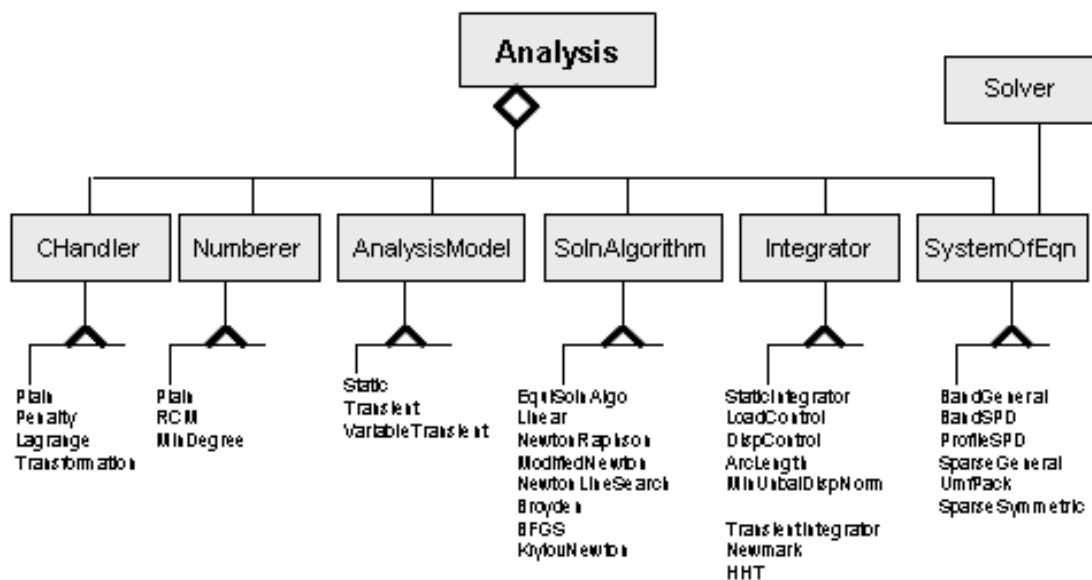 Analysis
Solver
CHandler
Numberer
AnalysisModel
SolnAlgorithm
Integrator
SystemOfEqn
Plain
Penalty
Lagrange
Transformation
Plain
RCM
MinDegree
Static
Transient
VariableTransient
EquiSolnAlgo
Linear
NewtonRaphson
ModifiedNewton
NewtonLineSearch
Broyden
BFGS
KrylovNewton
StaticIntegrator
LoadControl
DispControl
ArcLength
MinUnbalDispNorm
TransientIntegrator
Newmark
HHT
BandGeneral
BandSPD
ProfileSPD
SparseGeneral
UmfPack
SparseSymmetric